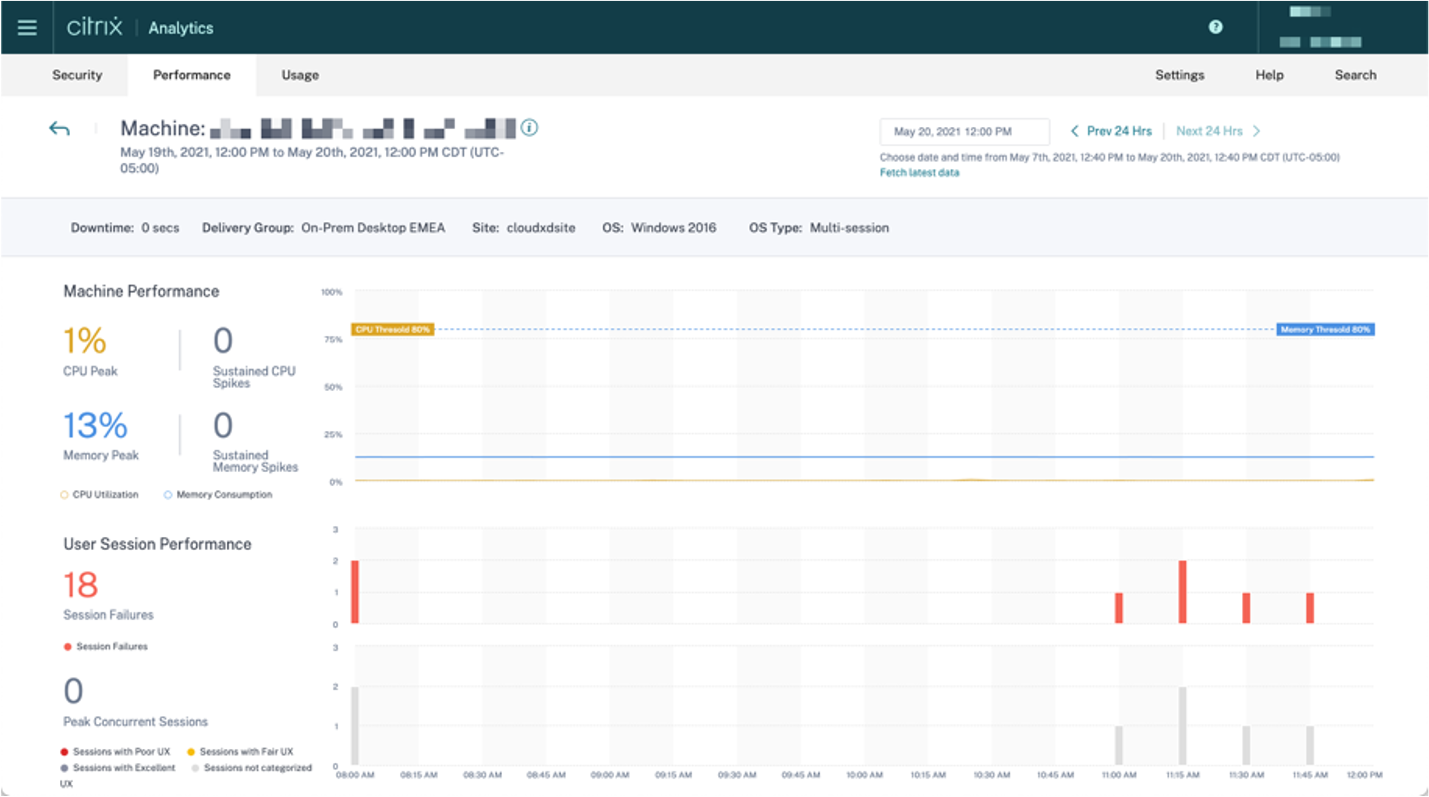 citrix Analytics
Security Performance Usage Settings Help Search
Machine:
May 19th, 2021, 12:00 PM to May 20th, 2021, 12:00 PM CDT (UTC-
05:00)
May 20, 2021 12:00 PM Prev 24 Hrs Next 24 Hrs
Choose date and time from May 7th, 2021, 12:40 PM to May 20th, 2021, 12:40 PM CDT (UTC-05:00)
Fetch latest data
Downtime: 0 secs Delivery Group: On-Prem Desktop EMEA Site: cloudxdsite OS: Windows 2016 OS Type: Multi-session
Machine Performance
1%
CPU Peak
0
Sustained CPU
Spikes
13%
Memory Peak
0
Sustained
Memory Spikes
CPU Utilization Memory Consumption
100%
CPU Thresold 80% Memory Thresold 80%
75%
50%
25%
0%
User Session Performance
18
Session Failures
Session Failures
3
2
1
0
0
Peak Concurrent Sessions
Sessions with Poor UX Sessions with Fair UX
Sessions with Excellent Sessions not categorized
UX
3
2
1
0
08:00 AM 08:15 AM 08:30 AM 08:45 AM 09:00 AM 09:15 AM 09:30 AM 09:45 AM 10:00 AM 10:15 AM 10:30 AM 10:45 AM 11:00 AM 11:15 AM 11:30 AM 11:45 AM 12:00 PM